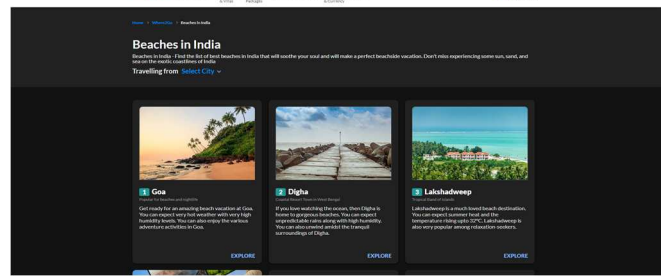 & Visas Packages & Currency
Home / Where2Go / Beaches in India
Beaches in India
Beaches in India - Find the list of best beaches in India that will soothe your soul and will make a perfect beachside vacation. Don't miss experiencing some sun, sand, and
sea on the exotic coastlines of India
Travelling from Select City
1 Goa
Popular for beaches and nightlife
Get ready for an amazing beach vacation at Goa.
You can expect very hot weather with very high
humidity levels. You can also enjoy the various
adventure activities in Goa.
EXPLORE
2 Digha
Coastal Resort Town in West Bengal
If you love watching the ocean, then Digha is
home to gorgeous beaches. You can expect
unpredictable rains along with high humidity.
You can also unwind amidst the tranquil
surroundings of Digha.
EXPLORE
3 Lakshadweep
Tropical Band of Islands
Lakshadweep is a much loved beach destination.
You can expect summer heat and the
temperature rising upto 32°C. Lakshadweep is
also very popular among relaxation-seekers.
EXPLORE